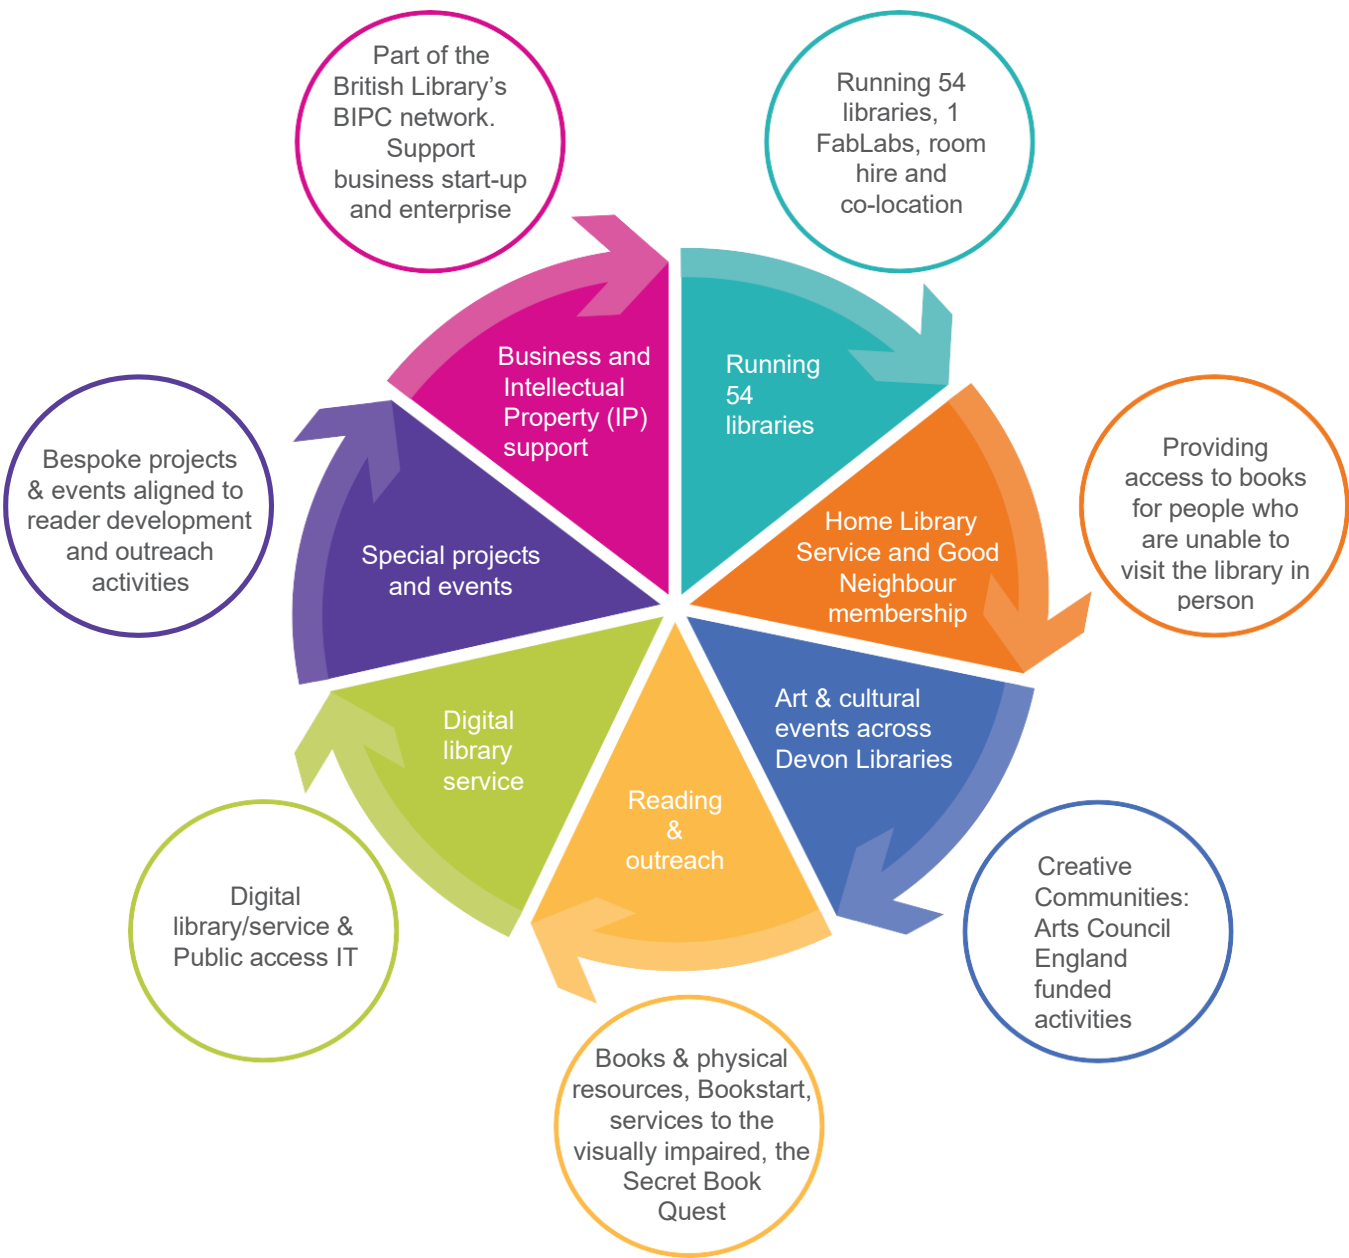 Part of the
British Library's
BIPC network.
Support
business start-up
and enterprise
Running 54
libraries, 1
FabLabs, room
hire and
co-location
Business and
Intellectual
Property (IP)
support
Running
54
libraries
Bespoke projects
& events aligned to
reader development
and outreach
activities
Special projects
and events
Home Library
Service and Good
Neighbour
membership
Providing
access to books
for people who
are unable to
visit the library in
person
Digital
library
service
Reading
&
outreach
Art & cultural
events across
Devon Libraries
Digital
library/service &
Public access IT
Books & physical
resources, Bookstart,
services to the
visually impaired, the
Secret Book
Quest
Creative
Communities:
Arts Council
England
funded
activities